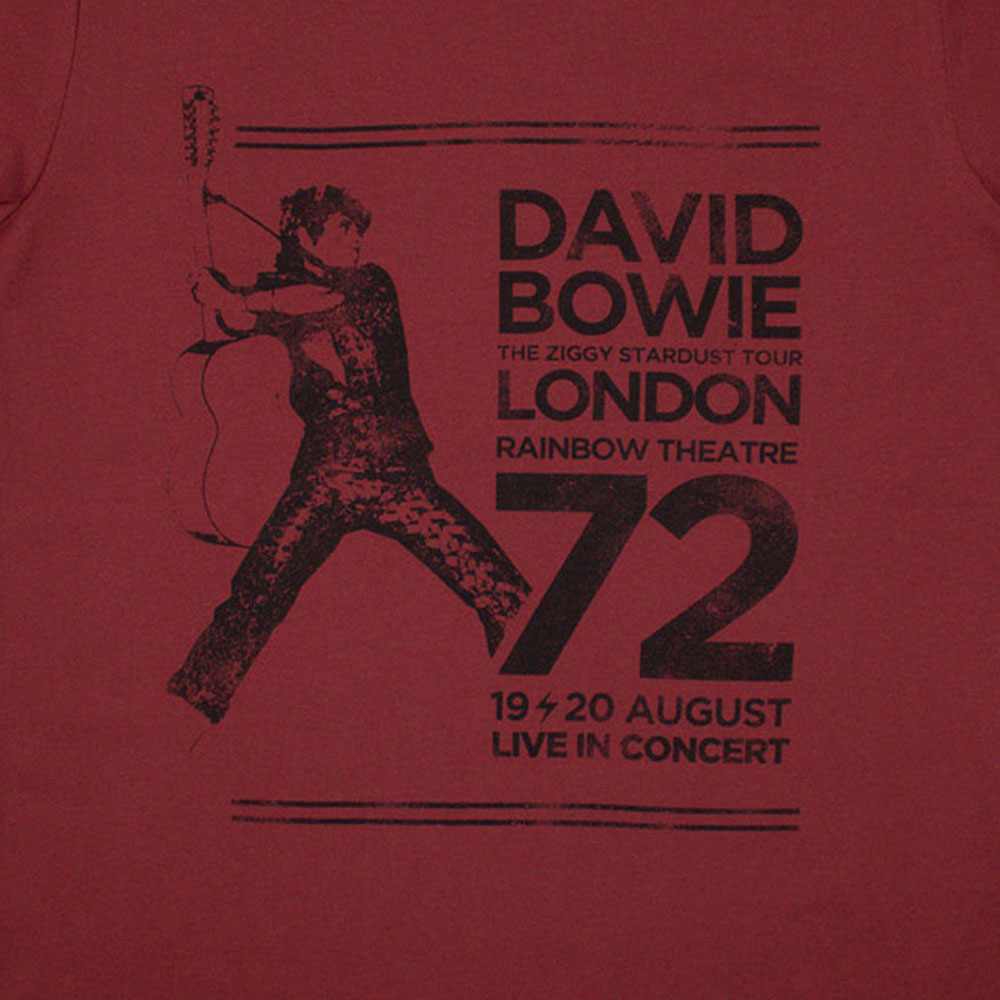 DAVID
BOWIE
THE ZIGGY STARDUST TOUR
LONDON
RAINBOW THEATRE
72
19⚡20 AUGUST
LIVE IN CONCERT